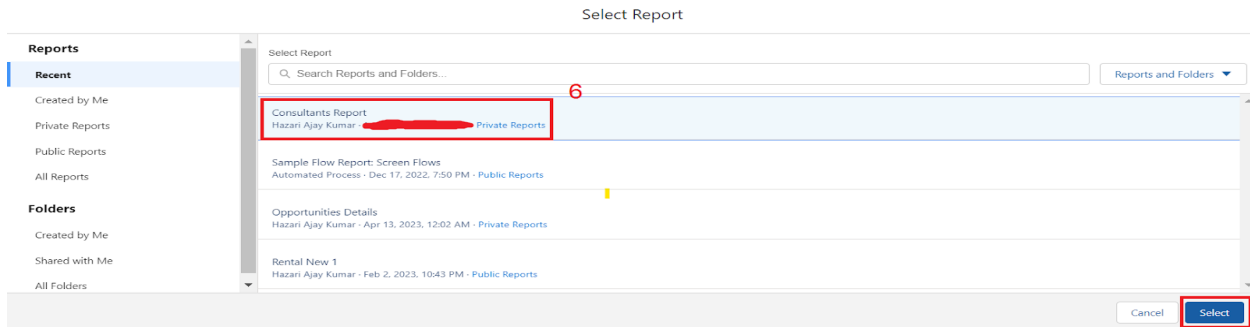 Select Report
Reports
Recent
Created by Me
Private Reports
Public Reports
All Reports
Folders
Created by Me
Shared with Me
All Folders
Select Report
Search Reports and Folders...
Reports and Folders
6
Consultants Report
Hazari Ajay Kumar - Private Reports
Sample Flow Report: Screen Flows
Automated Process · Dec 17, 2022, 7:50 PM · Public Reports
Opportunities Details
Hazari Ajay Kumar · Apr 13, 2023, 12:02 AM · Private Reports
Rental New 1
Hazari Ajay Kumar · Feb 2, 2023, 10:43 PM · Public Reports
Cancel
Select